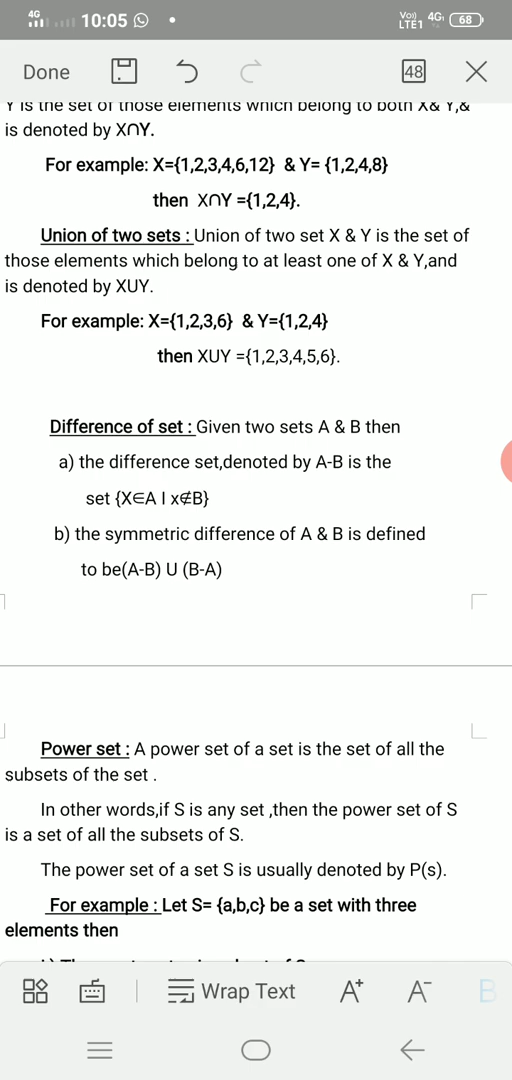 4G 10:05 Vo)) LTE1 4G 68
Done 48
Y is the set of those elements which belong to both X& Y,&
is denoted by X∩Y.
For example: X={1,2,3,4,6,12} & Y= {1,2,4,8}
then X∩Y ={1,2,4}.
Union of two sets : Union of two set X & Y is the set of
those elements which belong to at least one of X & Y,and
is denoted by XUY.
For example: X={1,2,3,6} & Y={1,2,4}
then XUY ={1,2,3,4,5,6}.
Difference of set : Given two sets A & B then
a) the difference set,denoted by A-B is the
set {X∈A I x∉B}
b) the symmetric difference of A & B is defined
to be(A-B) U (B-A)
Power set : A power set of a set is the set of all the
subsets of the set .
In other words,if S is any set ,then the power set of S
is a set of all the subsets of S.
The power set of a set S is usually denoted by P(s).
For example : Let S= {a,b,c} be a set with three
elements then
Wrap Text A+ A- B